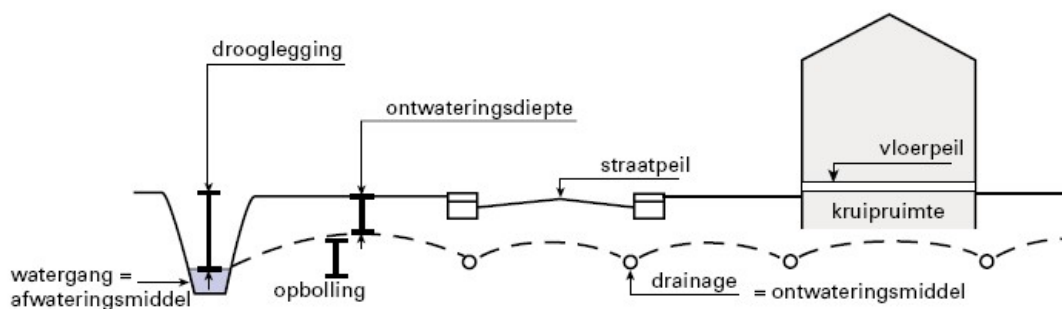 drooglegging
ontwateringsdiepte
straatpeil
vloerpeil
kruipruimte
watergang =
afwateringsmiddel
opbolling
drainage = ontwateringsmiddel